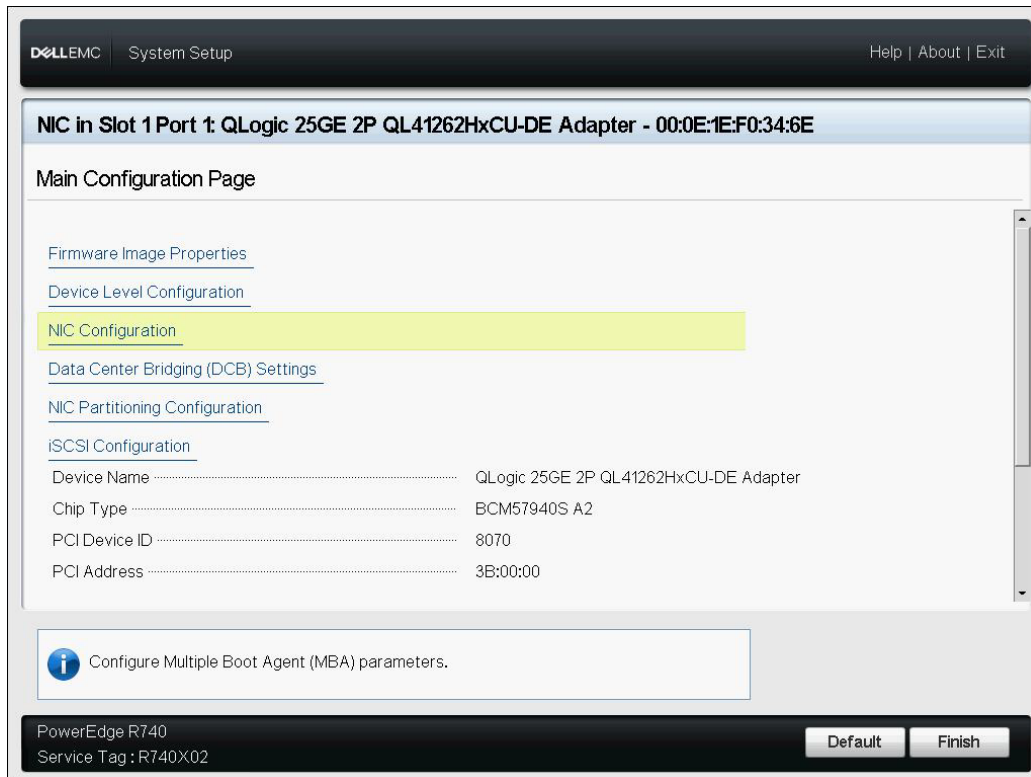 DELLEMC System Setup Help | About | Exit
NIC in Slot 1 Port 1: QLogic 25GE 2P QL41262HxCU-DE Adapter - 00:0E:1E:F0:34:6E
Main Configuration Page
Firmware Image Properties
Device Level Configuration
NIC Configuration
Data Center Bridging (DCB) Settings
NIC Partitioning Configuration
iSCSI Configuration
Device Name QLogic 25GE 2P QL41262HxCU-DE Adapter
Chip Type BCM57940S A2
PCI Device ID 8070
PCI Address 3B:00:00
Configure Multiple Boot Agent (MBA) parameters.
PowerEdge R740
Service Tag : R740X02 Default Finish